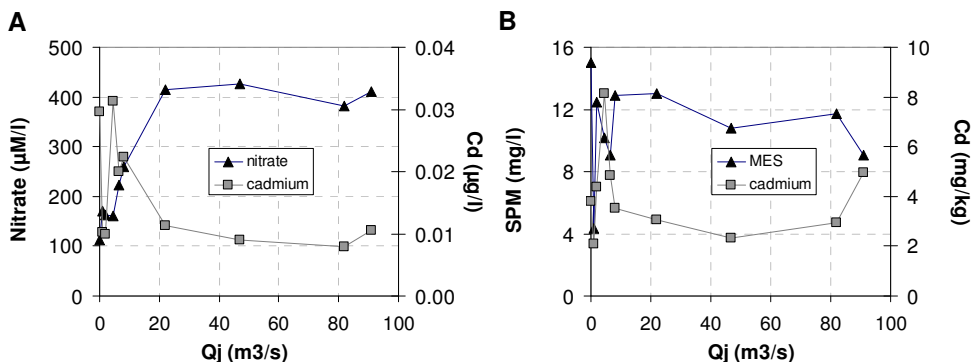 A
500
400
300
200
100
0
Nitrate (µM/l)
0.04
0.03
0.02
0.01
0.00
Cd (µg/l)
nitrate
cadmium
0 20 40 60 80 100
Qj (m3/s)
B
16
12
8
4
0
SPM (mg/l)
10
8
6
4
2
0
Cd (mg/kg)
MES
cadmium
0 20 40 60 80 100
Qj (m3/s)